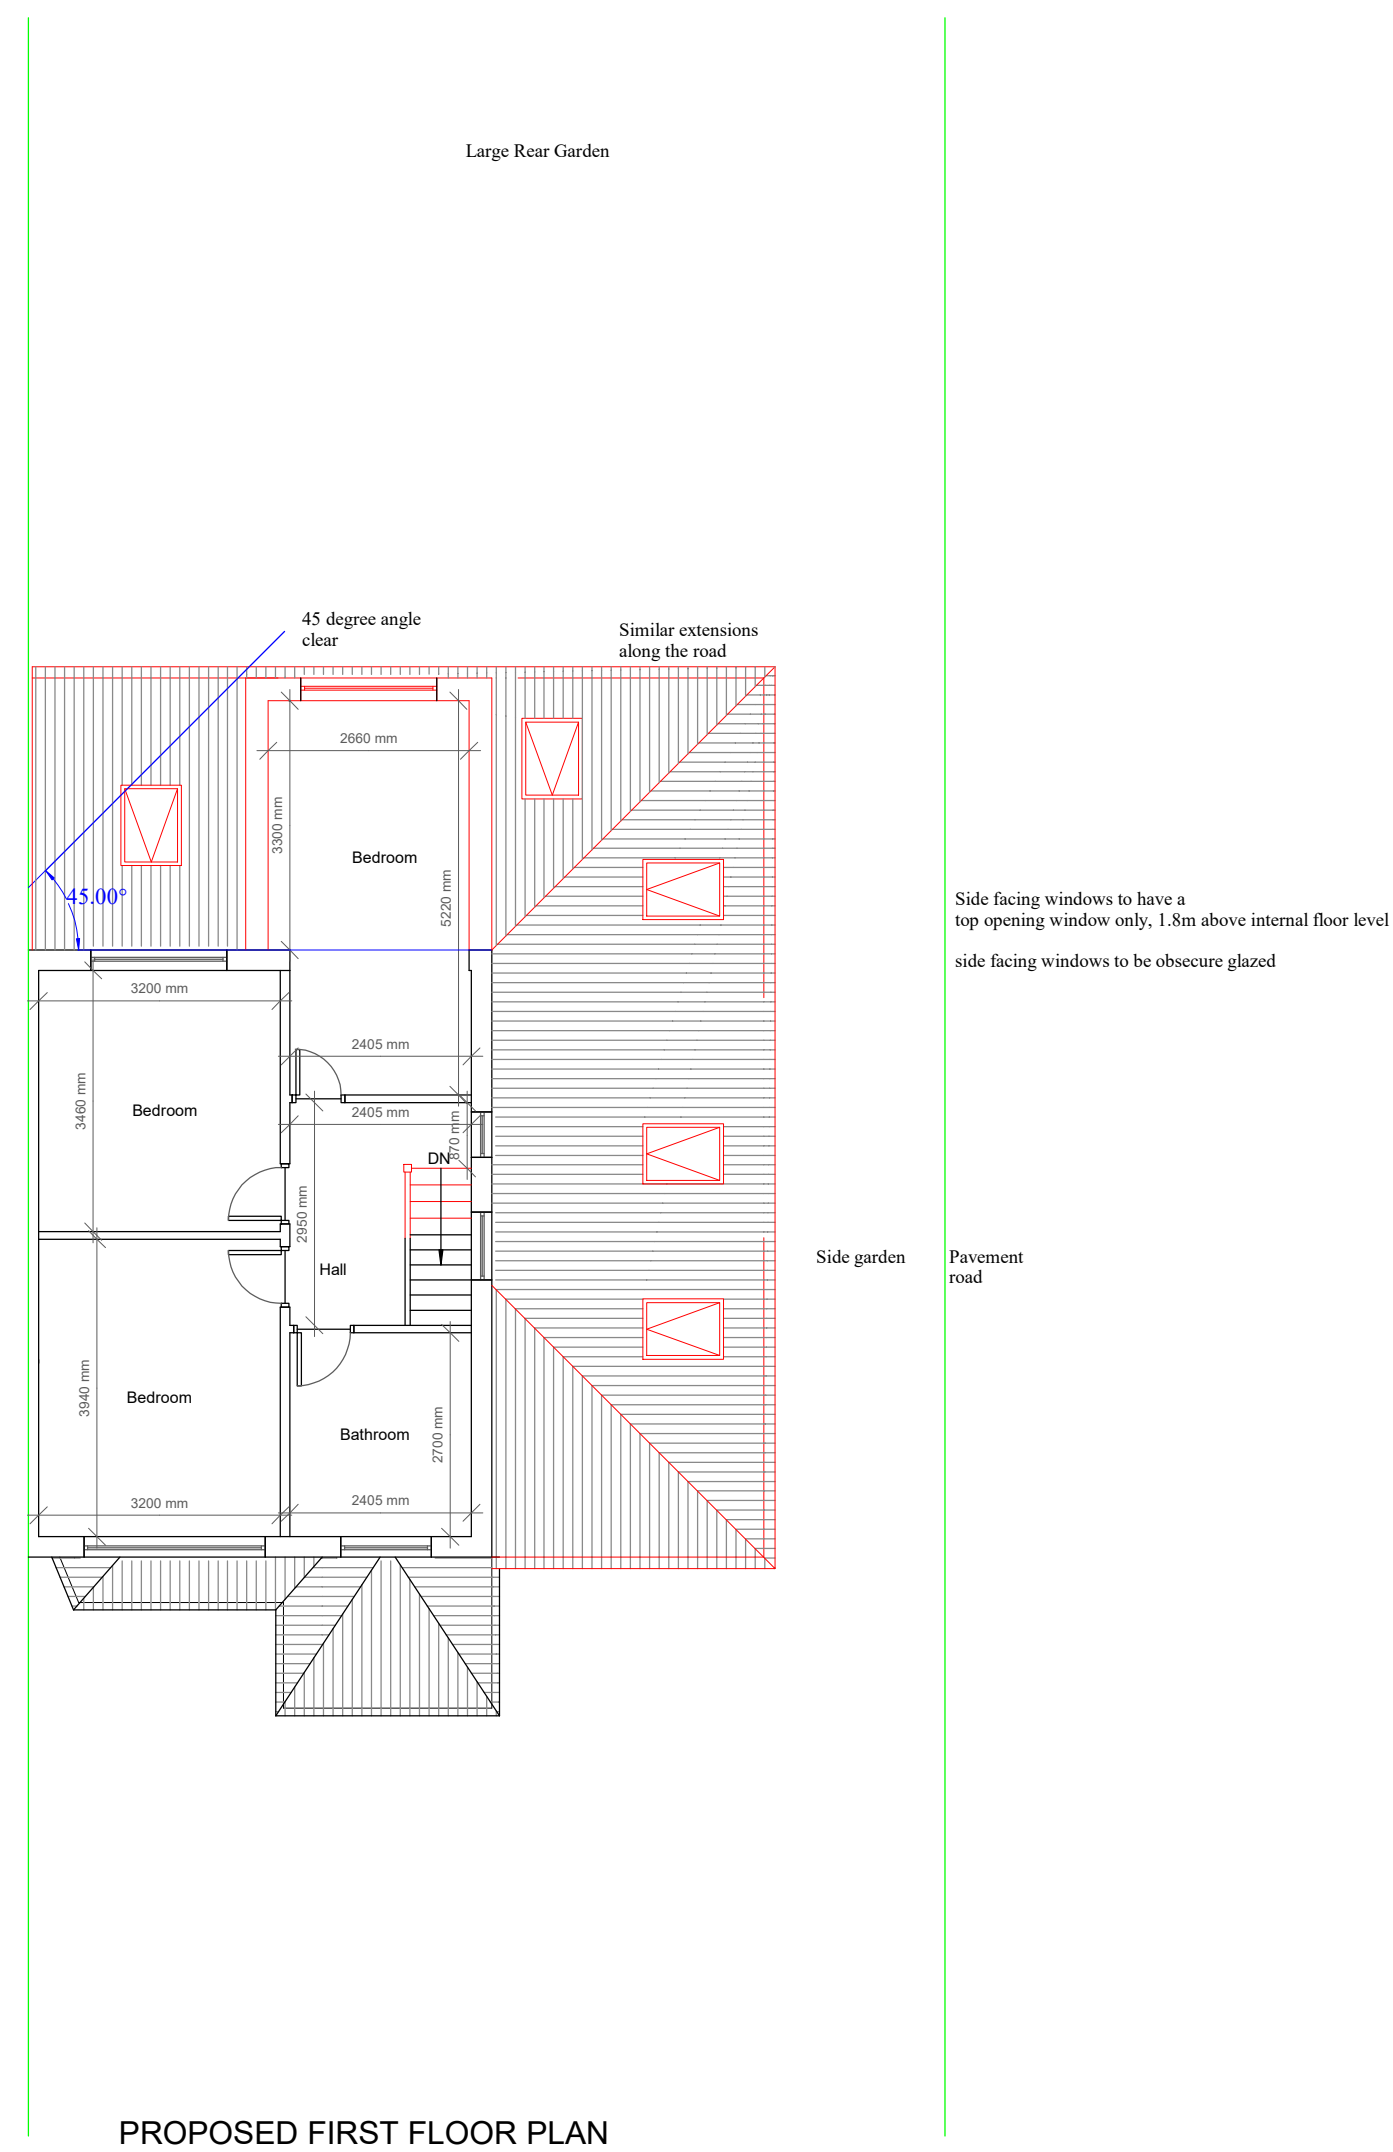 Large Rear Garden
45 degree angle
clear
Similar extensions
along the road
2660 mm
3300 mm
Bedroom
5220 mm
45.00°
Side facing windows to have a
top opening window only, 1.8m above internal floor level
side facing windows to be obsecure glazed
3200 mm
2405 mm
3460 mm
Bedroom
2405 mm
870 mm
DN
2950 mm
Hall
Side garden
Pavement
road
3940 mm
Bedroom
Bathroom
2700 mm
3200 mm
2405 mm
PROPOSED FIRST FLOOR PLAN